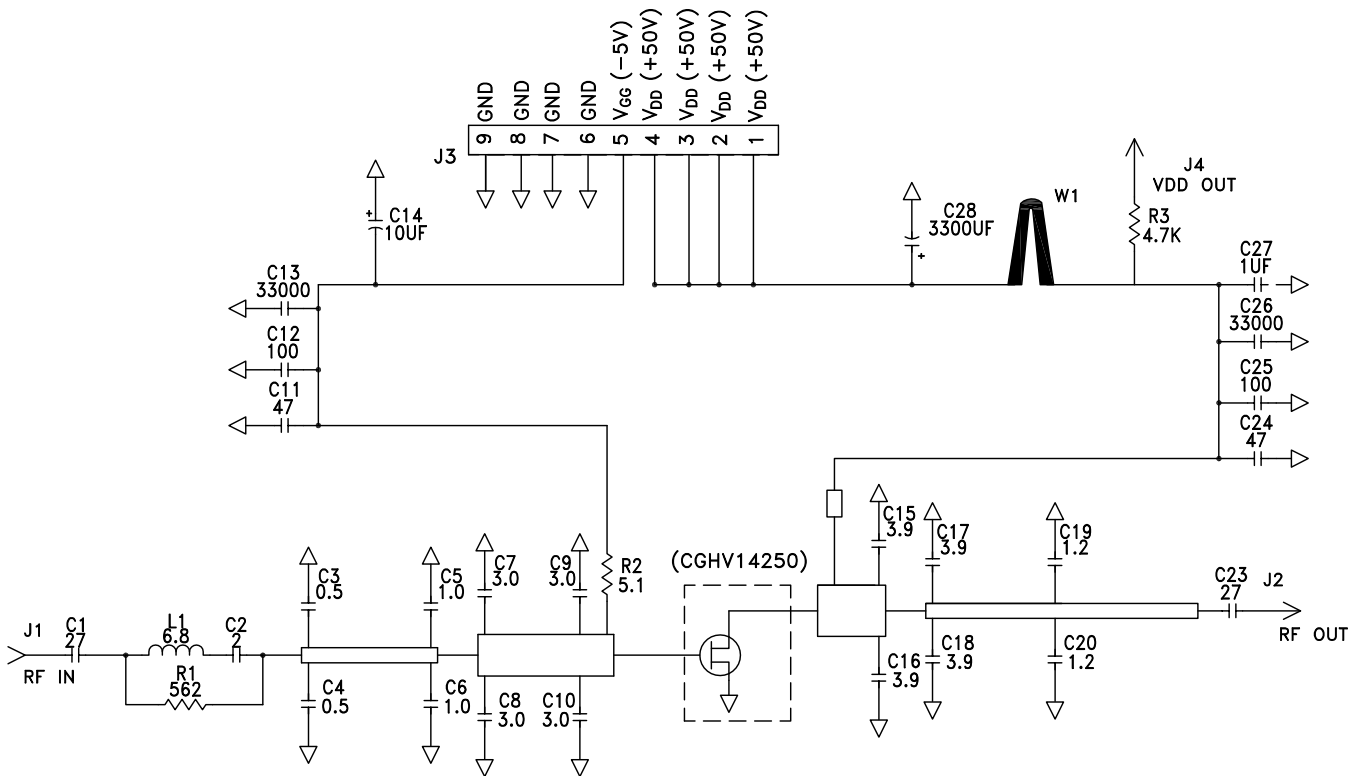 GND
GND
GND
GND
VGG (-5V)
VDD (+50V)
VDD (+50V)
VDD (+50V)
VDD (+50V)
9 8 7 6 5 4 3 2 1
J3
J4
VDD OUT
W1
C14
10UF
+
C28
3300UF
+
R3
4.7K
C27
1UF
C13
33000
C26
33000
C12
100
C25
100
C11
47
C24
47
C15
3.9
C17
3.9
C19
1.2
(CGHV14250)
C3
0.5
C5
1.0
C7
3.0
C9
3.0
R2
5.1
C23
27
J2
RF OUT
J1
RF IN
C1
27
L1
6.8
C2
2
R1
562
C4
0.5
C6
1.0
C8
3.0
C10
3.0
C16
3.9
C18
3.9
C20
1.2